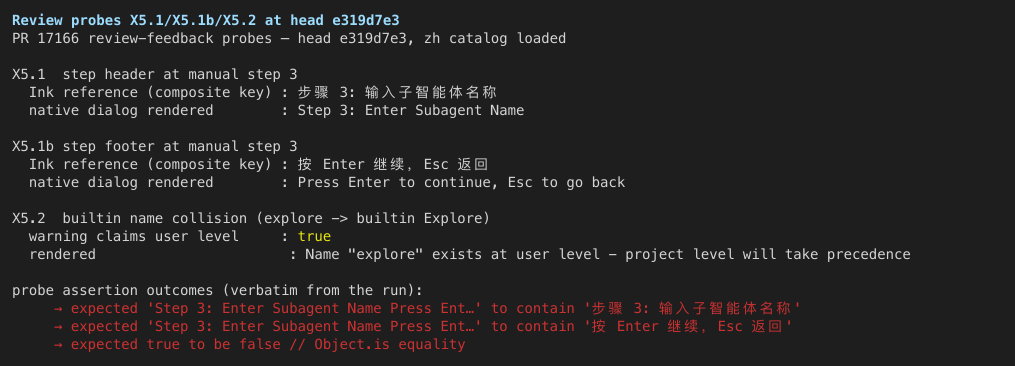 Review probes X5.1/X5.1b/X5.2 at head e319d7e3
PR 17166 review-feedback probes — head e319d7e3, zh catalog loaded
X5.1 step header at manual step 3
Ink reference (composite key) : 步骤 3: 输入子智能体名称
native dialog rendered : Step 3: Enter Subagent Name
X5.1b step footer at manual step 3
Ink reference (composite key) : 按 Enter 继续，Esc 返回
native dialog rendered : Press Enter to continue, Esc to go back
X5.2 builtin name collision (explore -> builtin Explore)
warning claims user level : true
rendered : Name "explore" exists at user level - project level will take precedence
probe assertion outcomes (verbatim from the run):
→ expected 'Step 3: Enter Subagent Name Press Ent…' to contain '步骤 3: 输入子智能体名称'
→ expected 'Step 3: Enter Subagent Name Press Ent…' to contain '按 Enter 继续，Esc 返回'
→ expected true to be false // Object.is equality